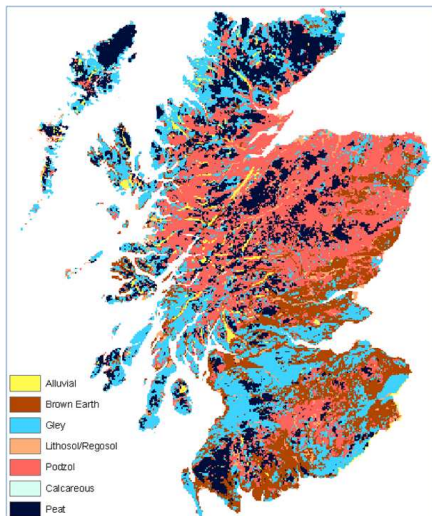 Alluvial
Brown Earth
Gley
Lithosol/Regosol
Podzol
Calcareous
Peat